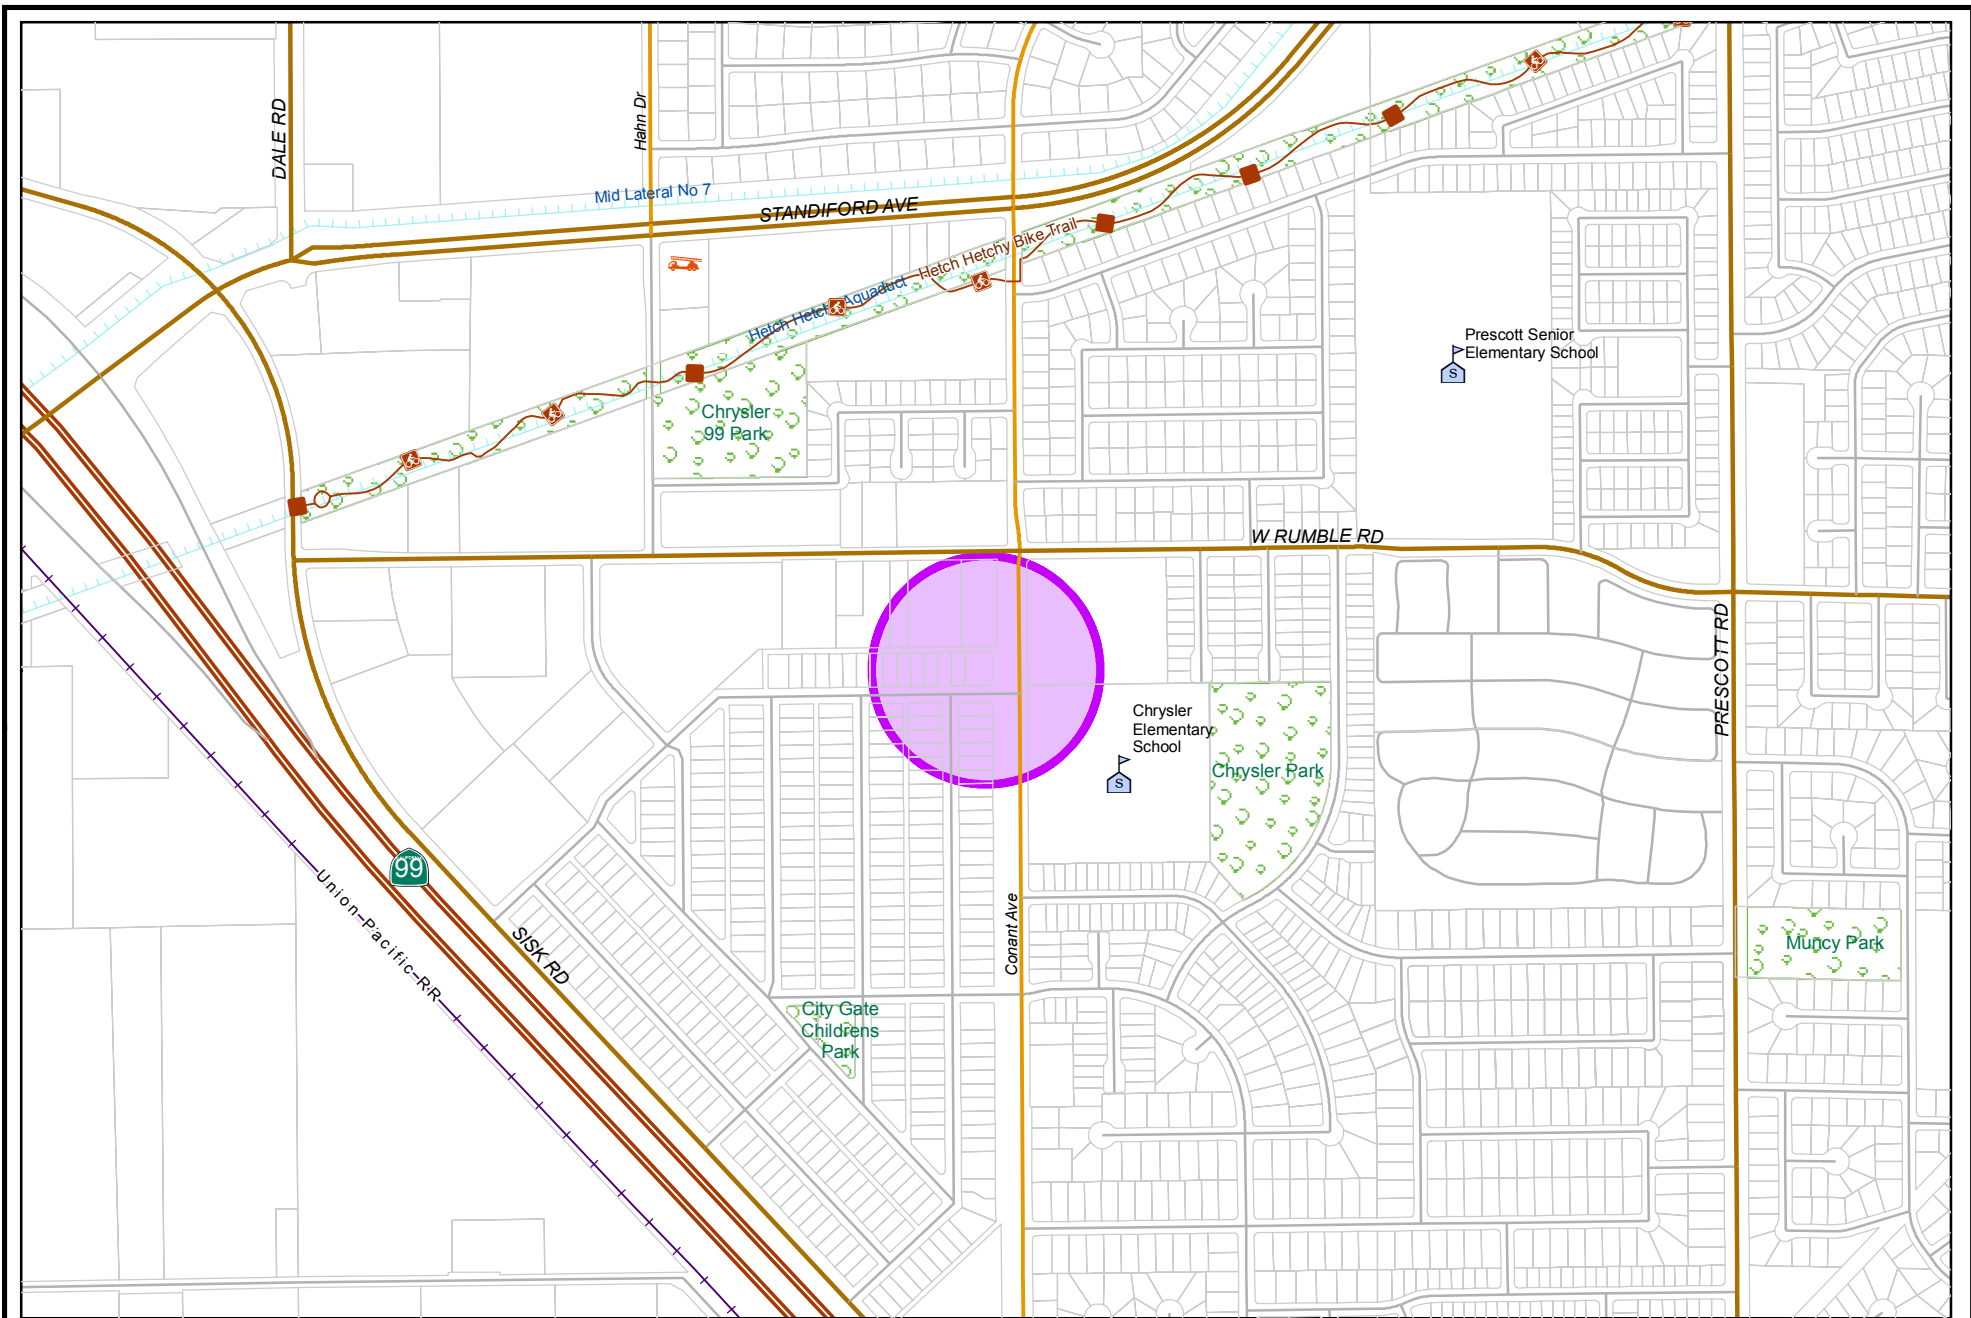 DALE RD
Hahn Dr
Mid Lateral No 7
STANDIFORD AVE
Hetch Hetchy Bike Trail
Aquaduct
Hetch
Prescott Senior
Elementary School
S
Chrysler
99 Park
W RUMBLE RD
PRESCOTT RD
Chrysler
Elementary
School
S
Chrysler Park
99
Union Pacific RR
SISK RD
Conant Ave
Muncy Park
City Gate
Childrens
Park